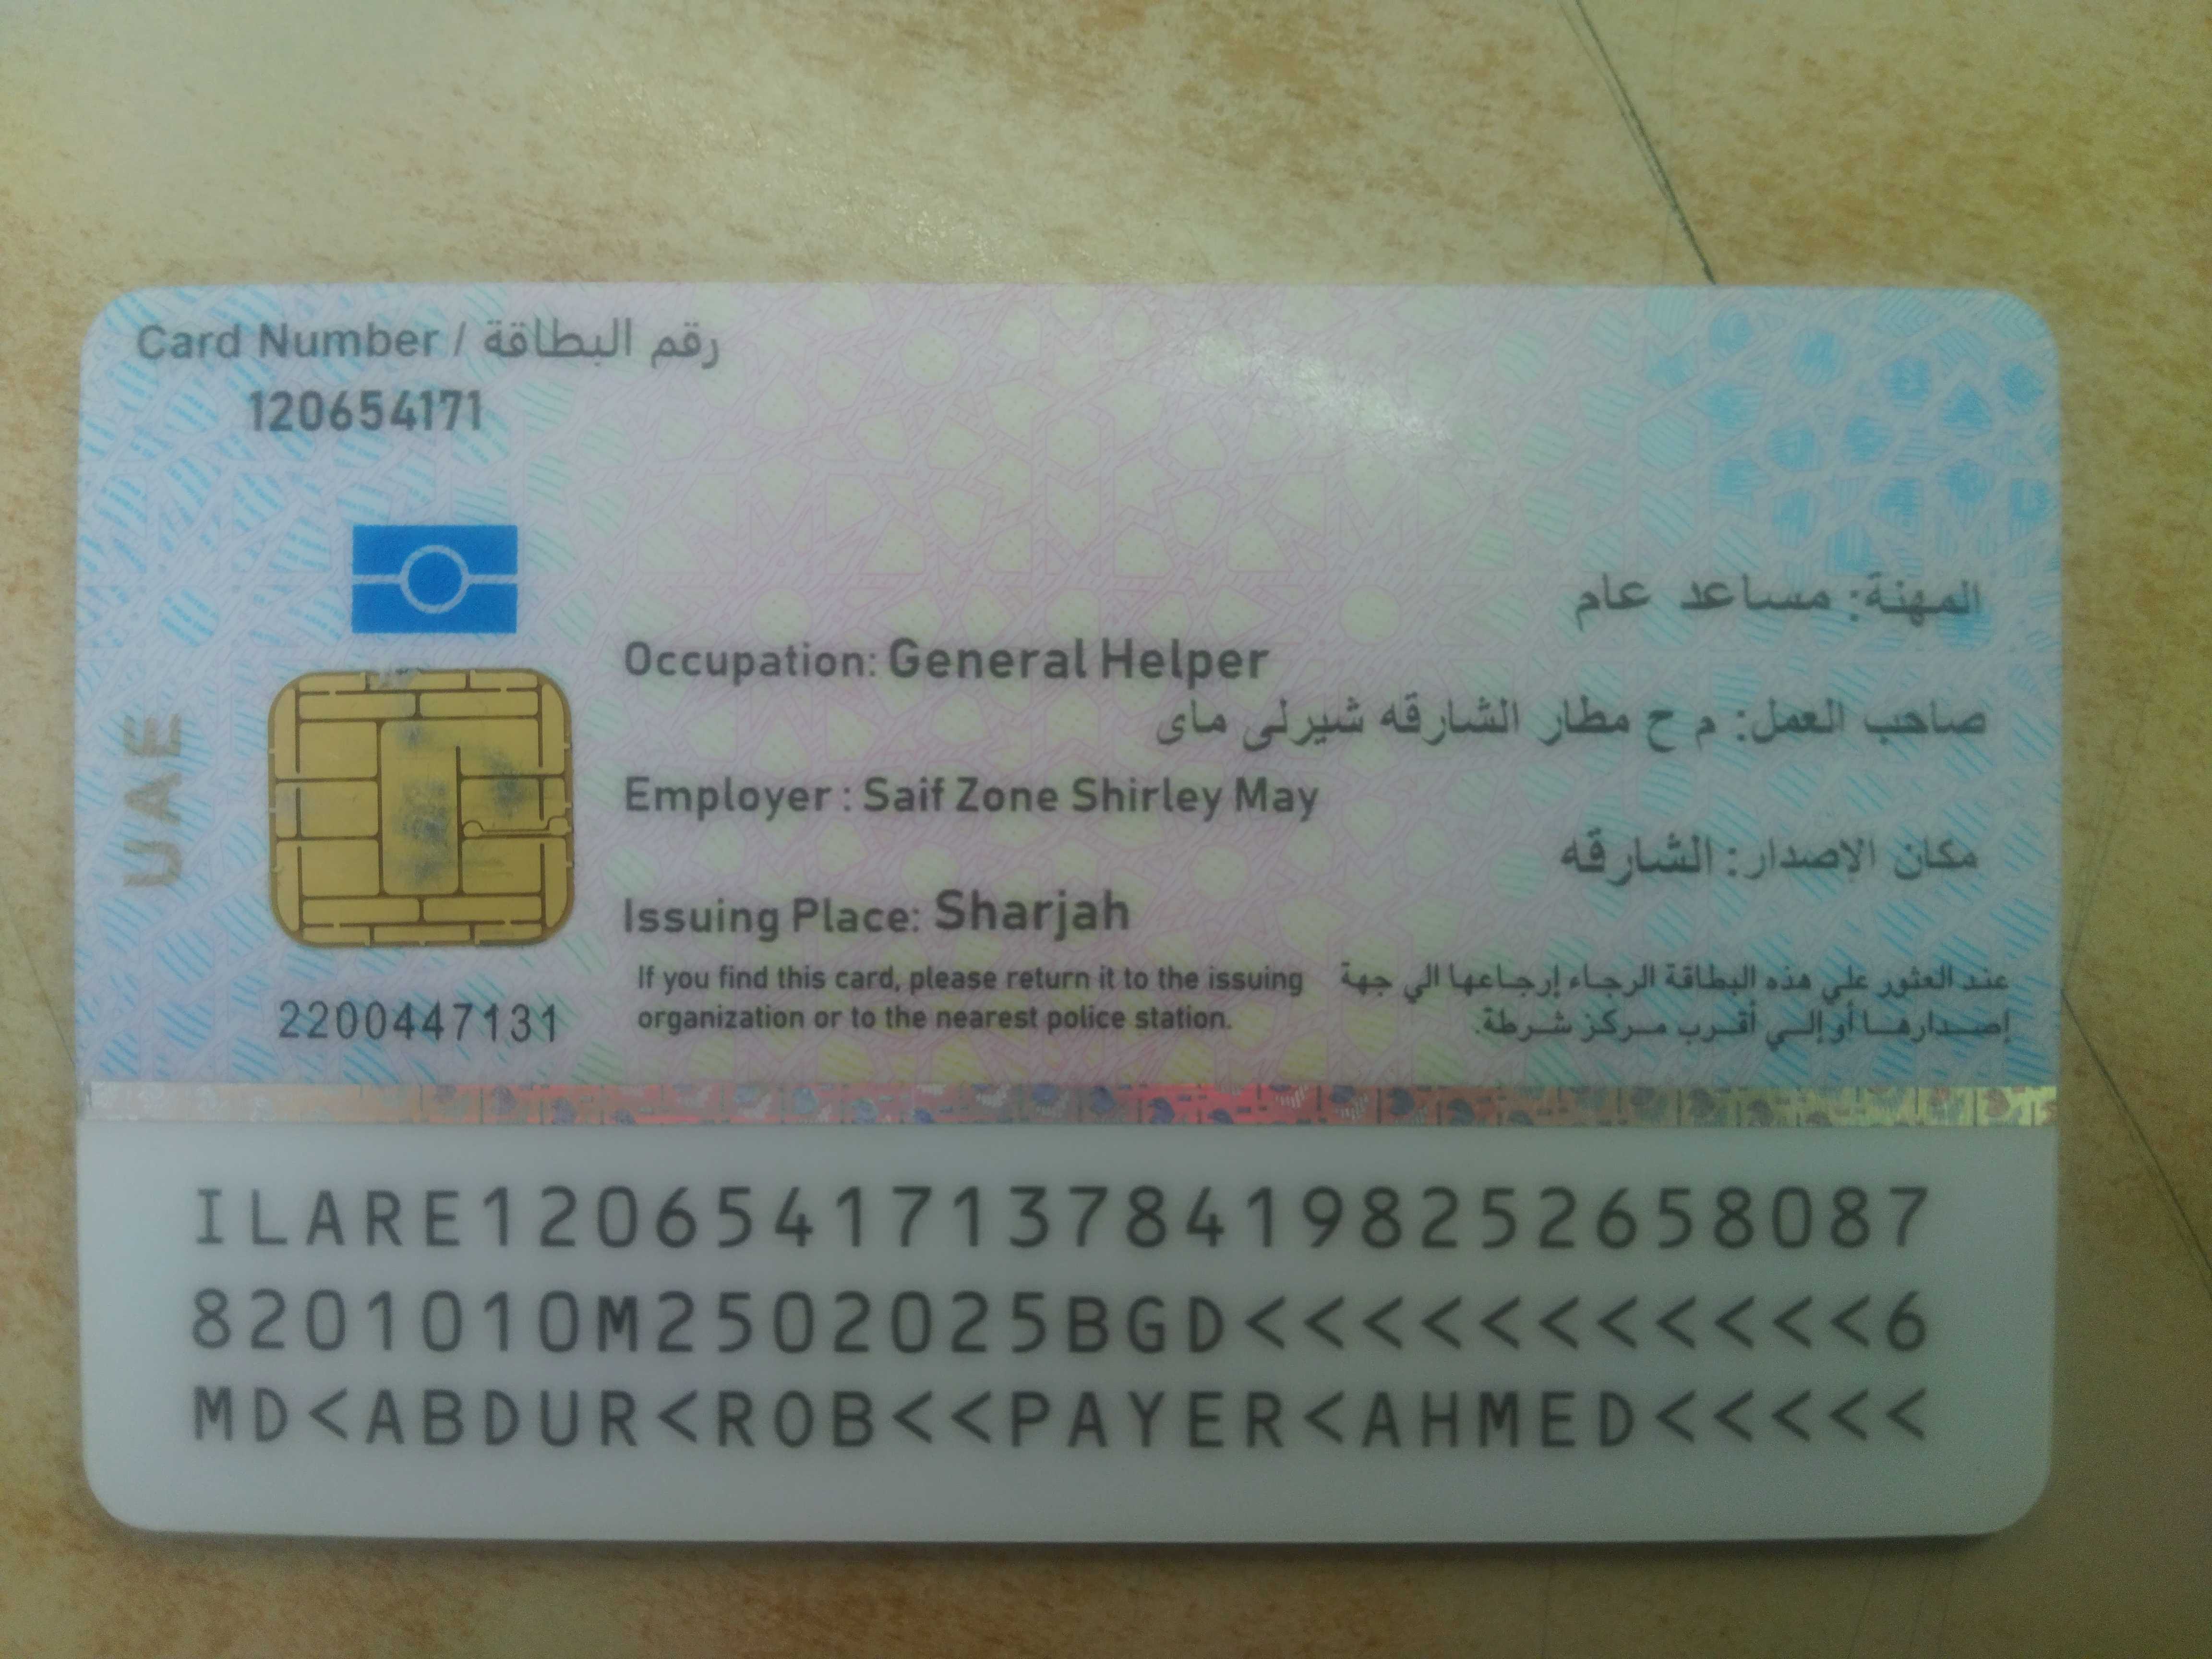 Card Number / رقم البطاقة
120654171
المهنة: مساعد عام
Occupation: General Helper
صاحب العمل: م ح مطار الشارقه شيرلى ماى
Employer : Saif Zone Shirley May
مكان الاصدار: الشارقه
Issuing Place: Sharjah
UAE
If you find this card, please return it to the issuing
organization or to the nearest police station.
عند العثور علي هذه البطاقة الرجاء إرجاعها الي جهة
إصدارها أو إلي أقرب مركز شرطة.
2200447131
ILARE1206541713784198252658087
8201010M2502025BGD<<<<<<<<<<<6
MD<ABDUR<ROB<<PAYER<AHMED<<<<<